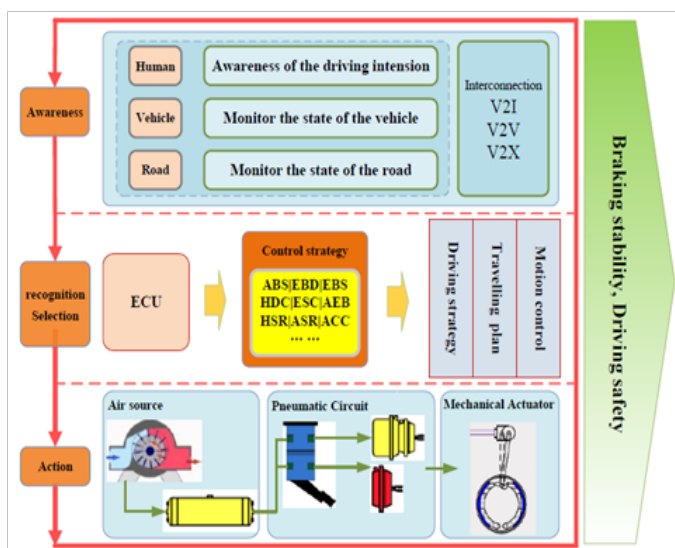 Awareness
Human
Awareness of the driving intension
Vehicle
Monitor the state of the vehicle
Road
Monitor the state of the road
Interconnection
V2I
V2V
V2X
recognition
Selection
ECU
Control strategy
ABS|EBD|EBS
HDC|ESC|AEB
HSR|ASR|ACC
... ...
Driving strategy
Travelling plan
Motion control
Action
Air source
Pneumatic Circuit
Mechanical Actuator
Braking stability, Driving safety